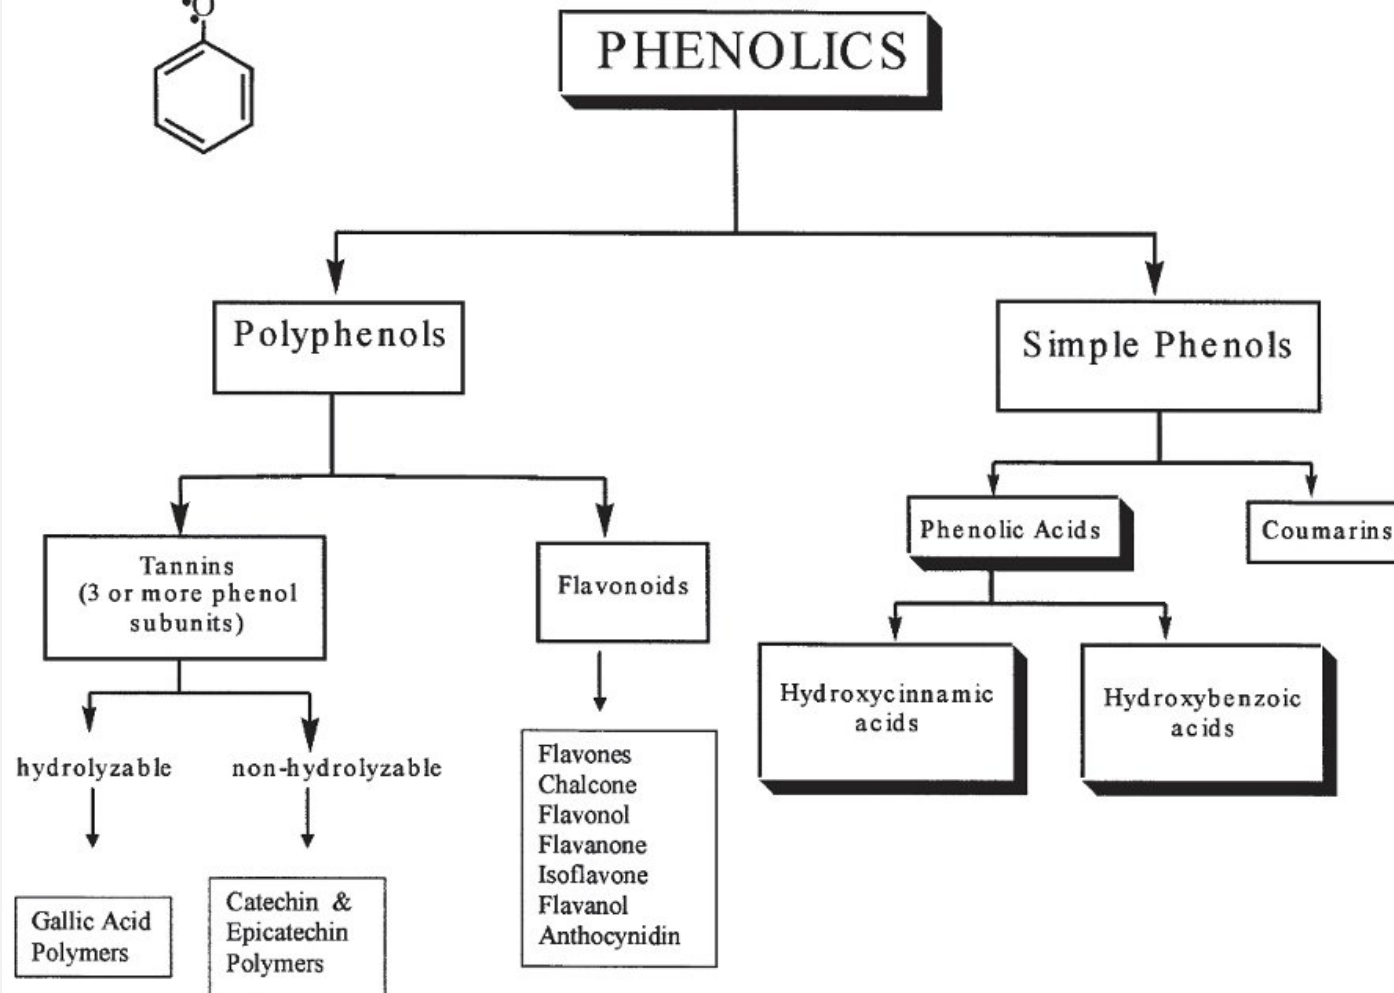 O
PHENOLICS
Polyphenols
Simple Phenols
Phenolic Acids
Coumarins
Tannins
(3 or more phenol
subunits)
Flavonoids
Hydroxycinnamic
acids
Hydroxybenzoic
acids
hydrolyzable
non-hydrolyzable
Flavones
Chalcone
Flavonol
Flavanone
Isoflavone
Flavanol
Anthocynidin
Gallic Acid
Polymers
Catechin &
Epicatechin
Polymers